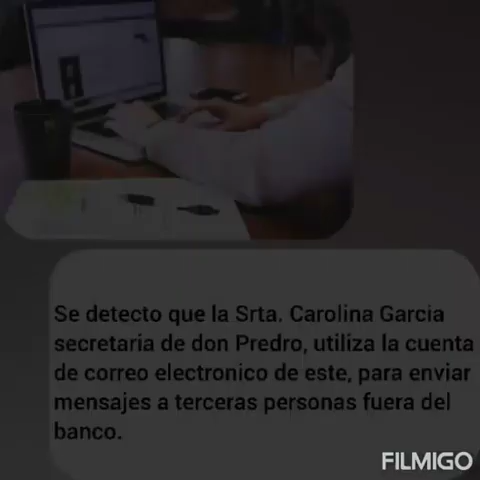 Se detecto que la Srta. Carolina Garcia
secretaria de don Predro, utiliza la cuenta
de correo electronico de este, para enviar
mensajes a terceras personas fuera del
banco.
FILMIGO